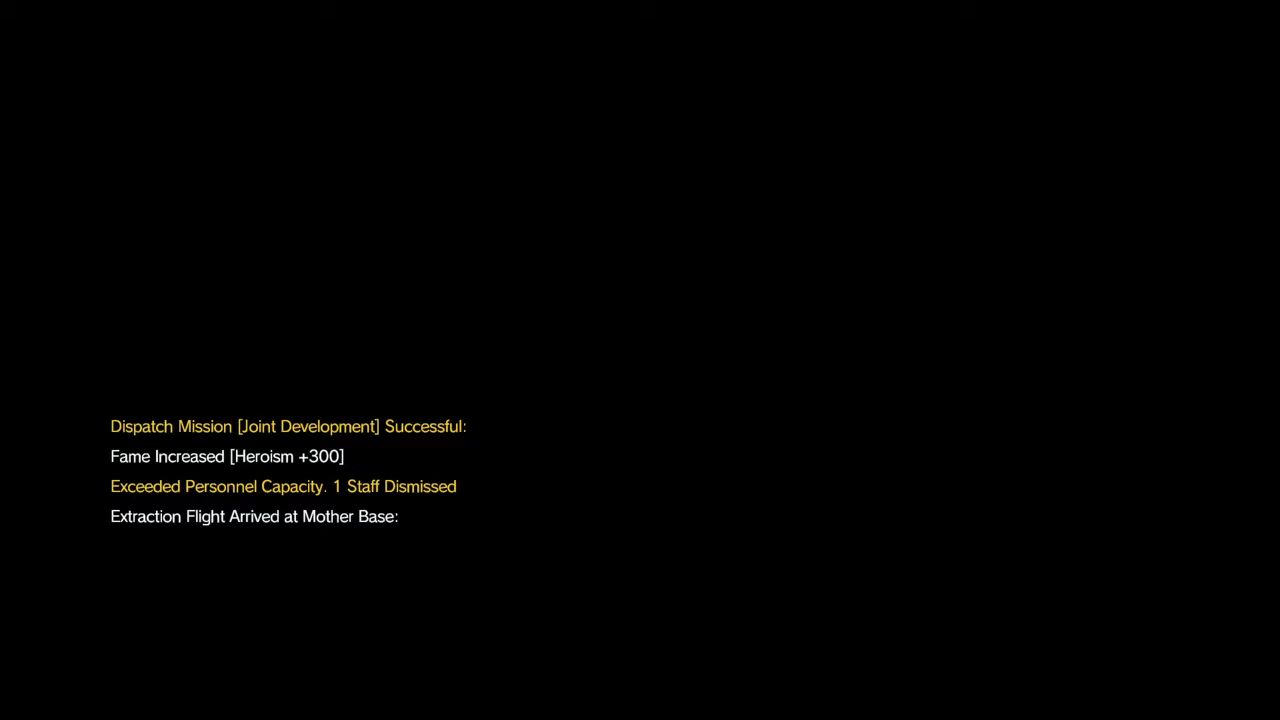 Dispatch Mission [Joint Development] Successful:
Fame Increased [Heroism +300]
Exceeded Personnel Capacity. 1 Staff Dismissed
Extraction Flight Arrived at Mother Base: